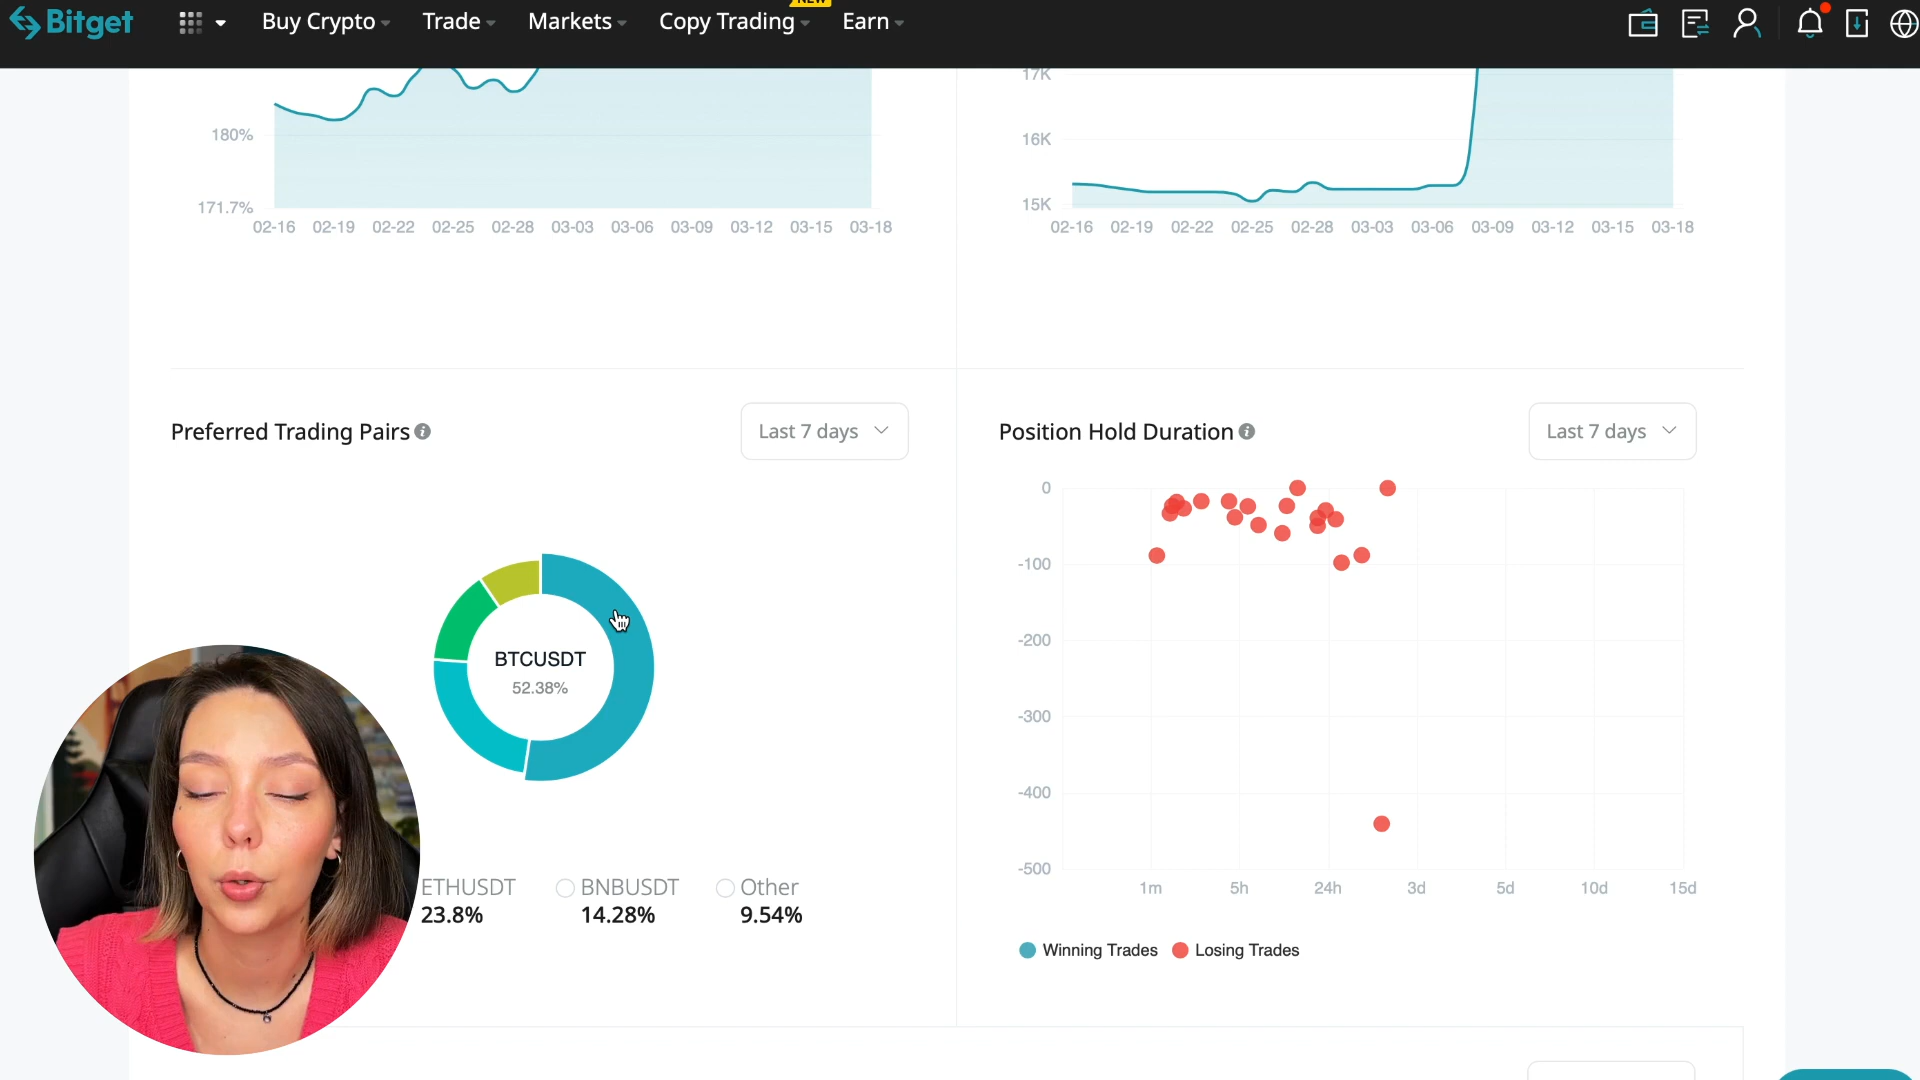 Bitget
Buy Crypto
Trade
Markets
Copy Trading
NEW
Earn
180%
171.7%
02-16 02-19 02-22 02-25 02-28 03-03 03-06 03-09 03-12 03-15 03-18
17K
16K
15K
02-16 02-19 02-22 02-25 02-28 03-03 03-06 03-09 03-12 03-15 03-18
Preferred Trading Pairs
Last 7 days
BTCUSDT
52.38%
ETHUSDT BNBUSDT Other
23.8% 14.28% 9.54%
Position Hold Duration
Last 7 days
0
-100
-200
-300
-400
-500
1m 5h 24h 3d 5d 10d 15d
Winning Trades Losing Trades